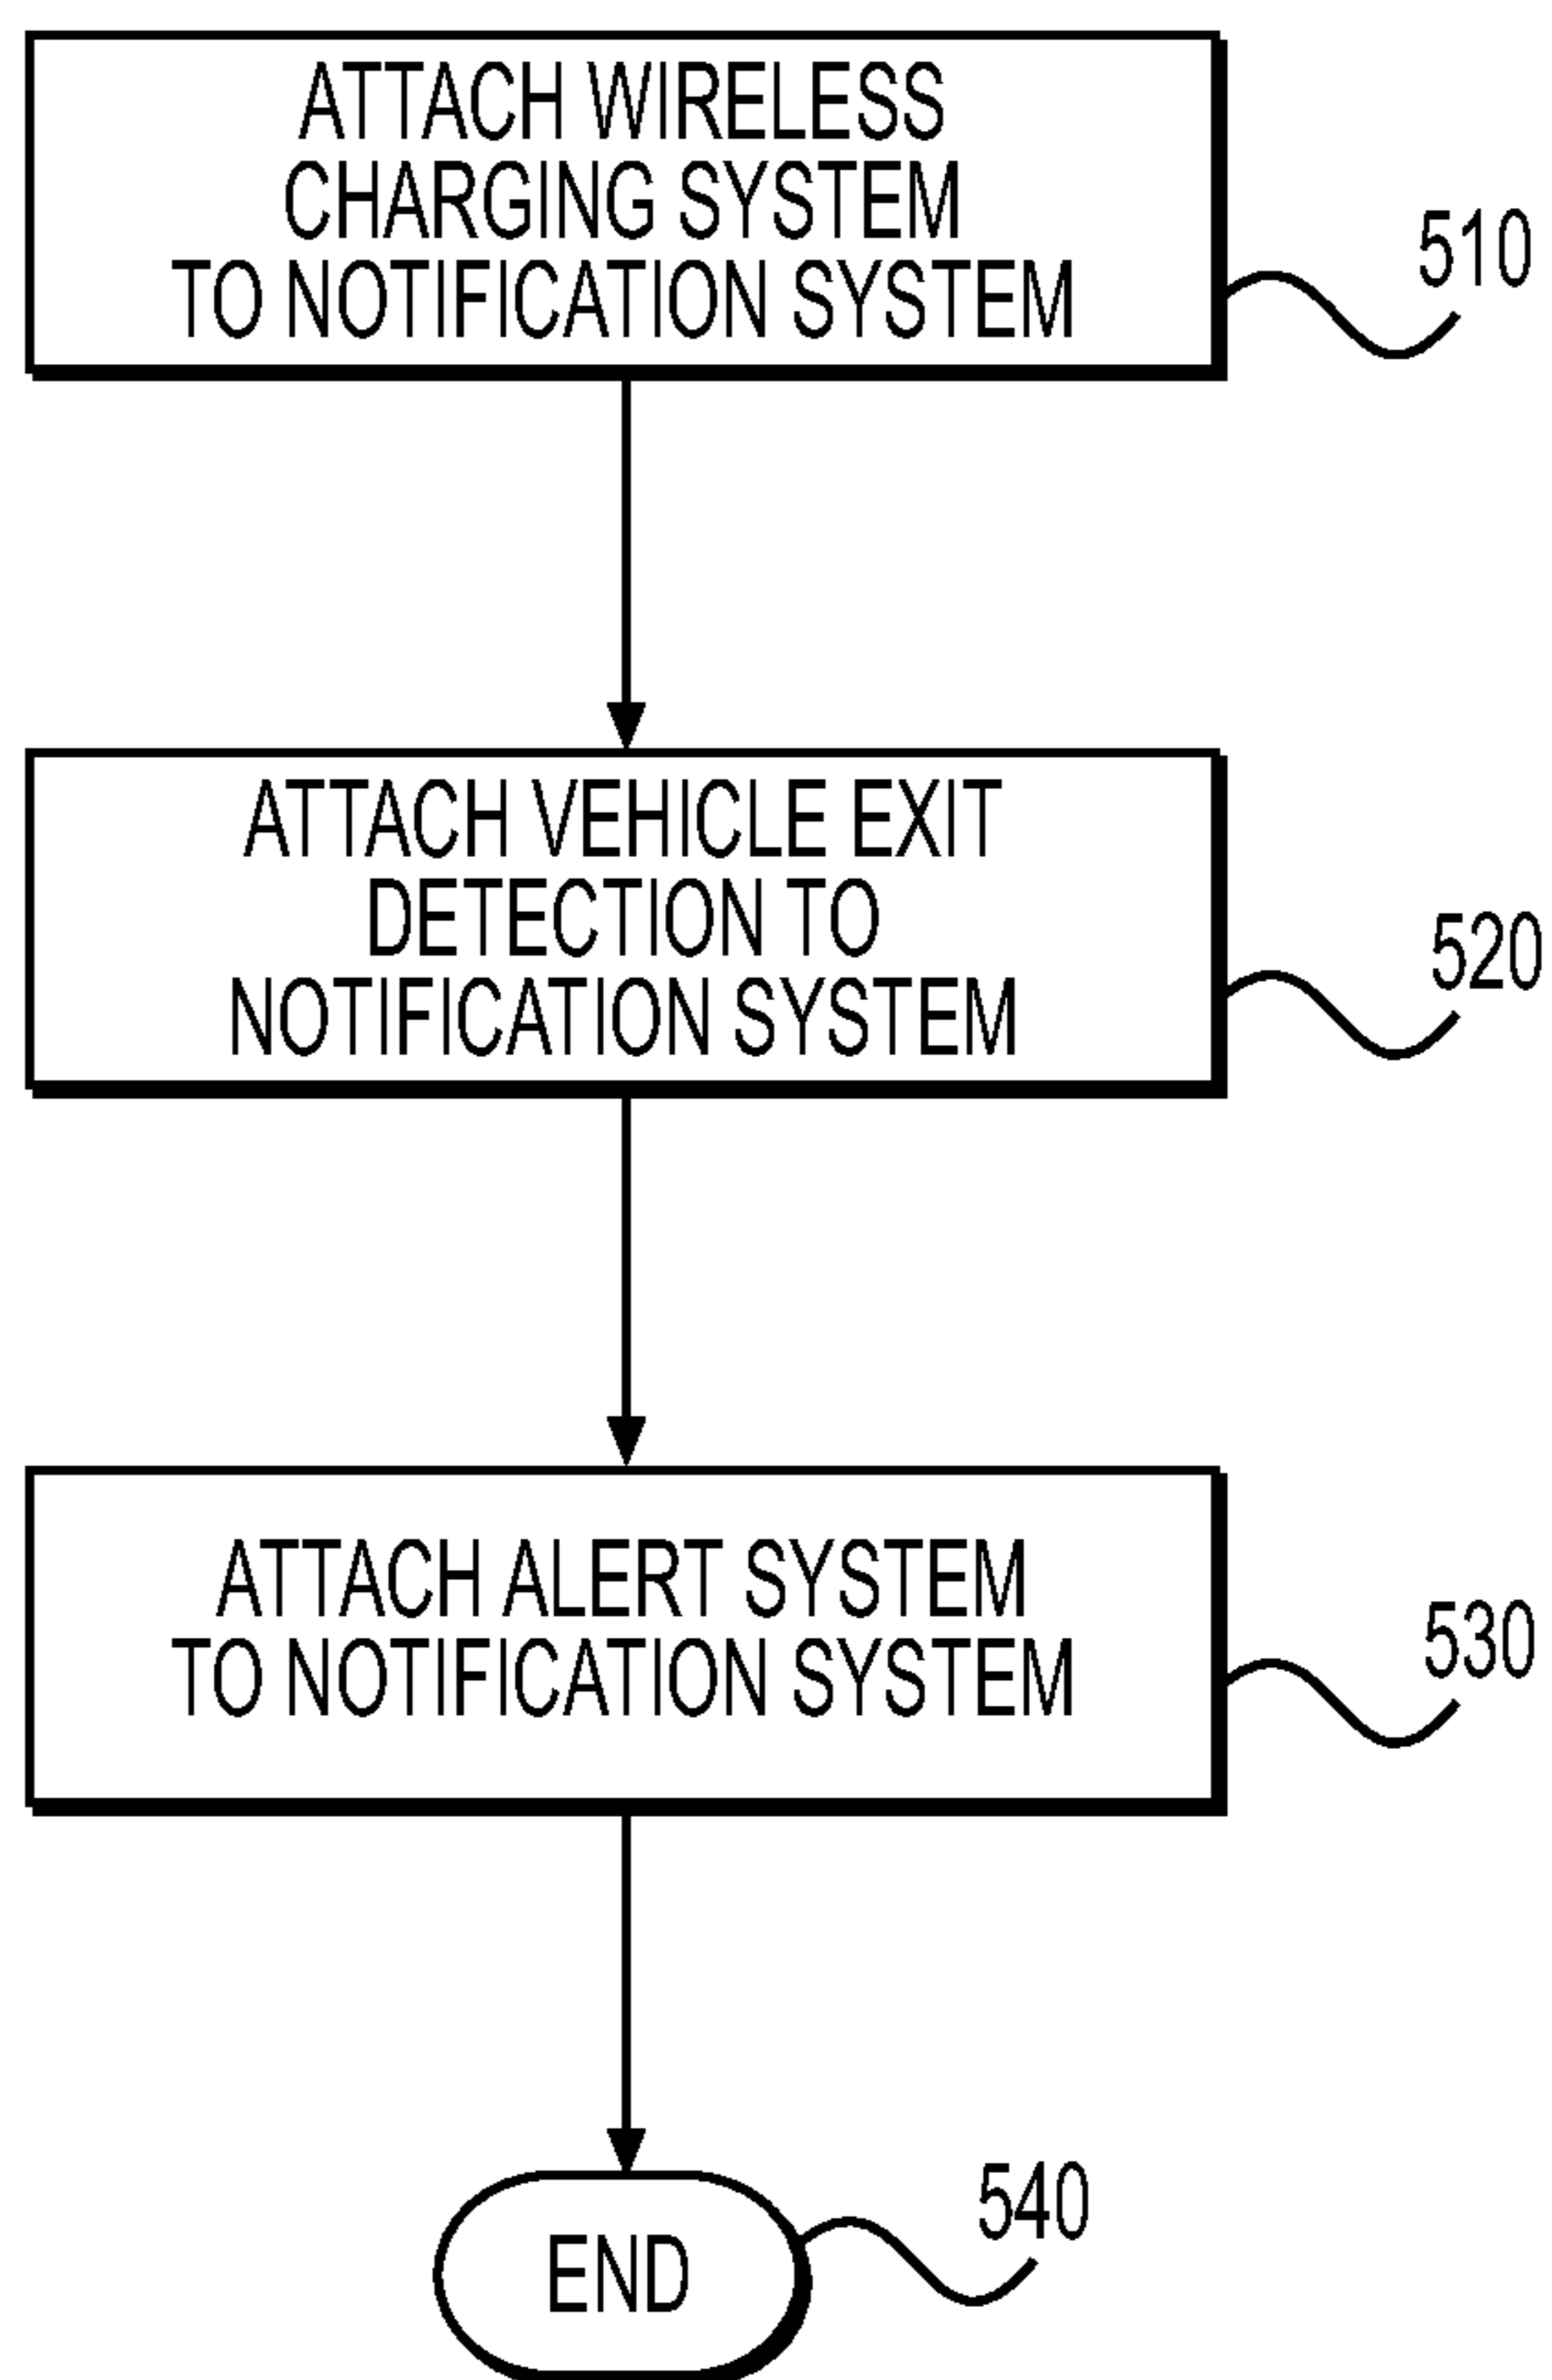 ATTACH WIRELESS
CHARGING SYSTEM
TO NOTIFICATION SYSTEM
510
ATTACH VEHICLE EXIT
DETECTION TO
NOTIFICATION SYSTEM
520
ATTACH ALERT SYSTEM
TO NOTIFICATION SYSTEM
530
END
540